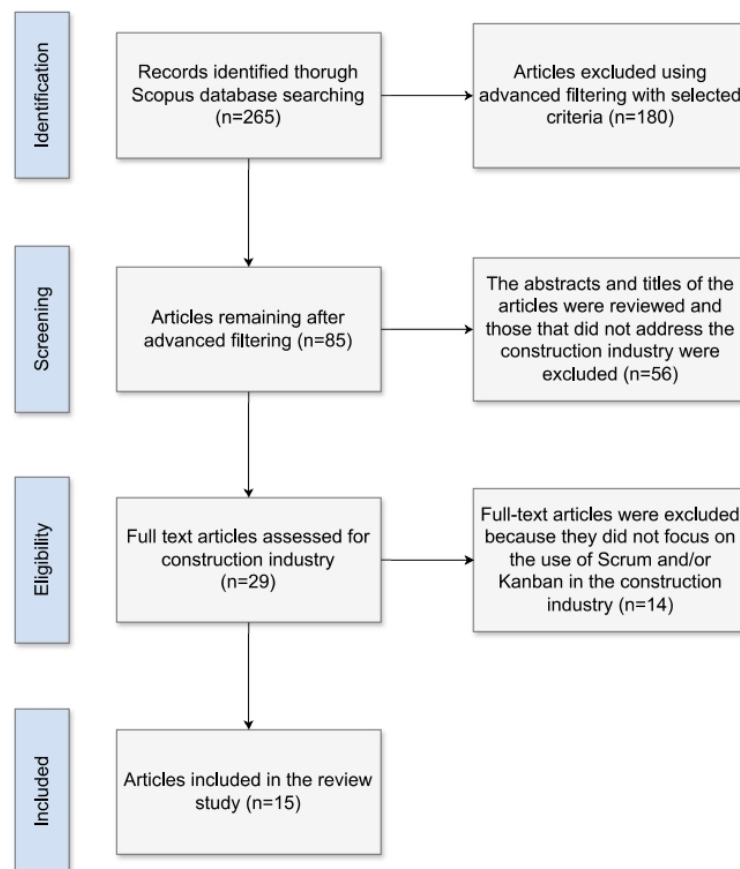 Identification
Records identified thorugh
Scopus database searching
(n=265)
Articles excluded using
advanced filtering with selected
criteria (n=180)
Screening
Articles remaining after
advanced filtering (n=85)
The abstracts and titles of the
articles were reviewed and
those that did not address the
construction industry were
excluded (n=56)
Eligibility
Full text articles assessed for
construction industry
(n=29)
Full-text articles were excluded
because they did not focus on
the use of Scrum and/or
Kanban in the construction
industry (n=14)
Included
Articles included in the review
study (n=15)